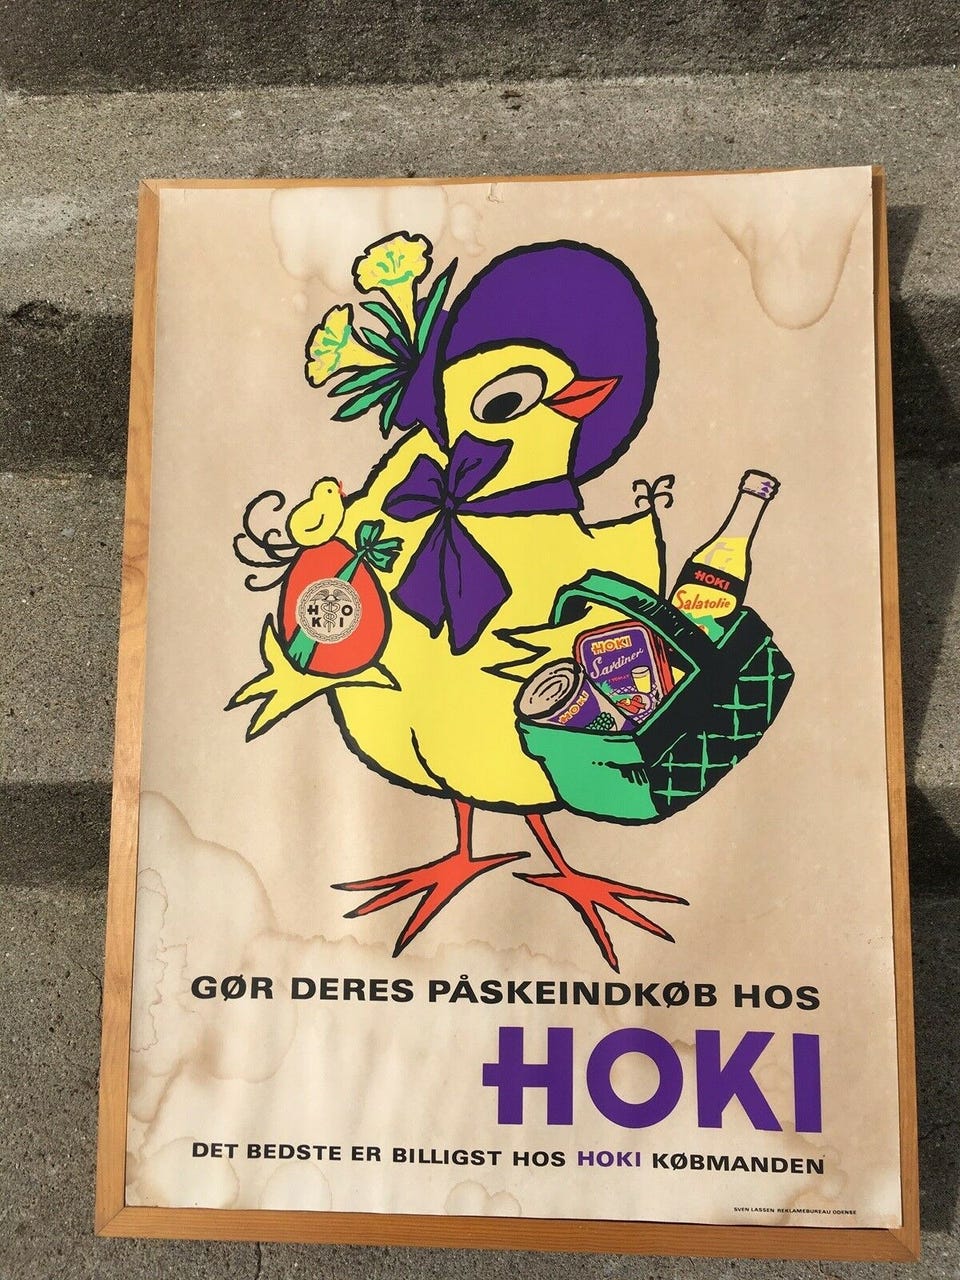 HOKI
HOKI
Salatolie
HOKI
Sardiner
I TOMAT
HOKI
GØR DERES PÅSKEINDKØB HOS
HOKI
DET BEDSTE ER BILLIGST HOS HOKI KØBMANDEN
SVEN LASSEN REKLAMEBUREAU ODENSE